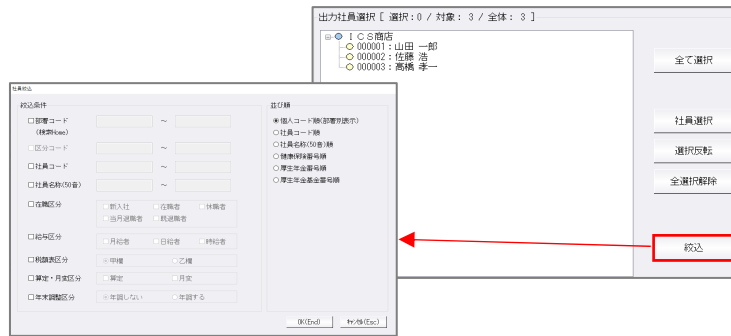 出力社員選択 [ 選択：0 / 対象： 3 / 全体： 3 ]
ＩＣＳ商店
000001：山田 一郎
000002：佐藤 浩
000003：高橋 孝一
全て選択
社員選択
選択反転
全選択解除
絞込
社員絞込
絞込条件
部署コード ～
(検索Home)
区分コード ～
社員コード ～
社員名称(50音) ～
在職区分 新入社 在職者 休職者
当月退職者 既退職者
給与区分 月給者 日給者 時給者
税額表区分 甲欄 乙欄
算定・月変区分 算定 月変
年末調整区分 年調しない 年調する
並び順
個人コード順(部署別表示)
社員コード順
社員名称(50音)順
健康保険番号順
厚生年金番号順
厚生年金基金番号順
OK(End) ｷｬﾝｾﾙ(Esc)